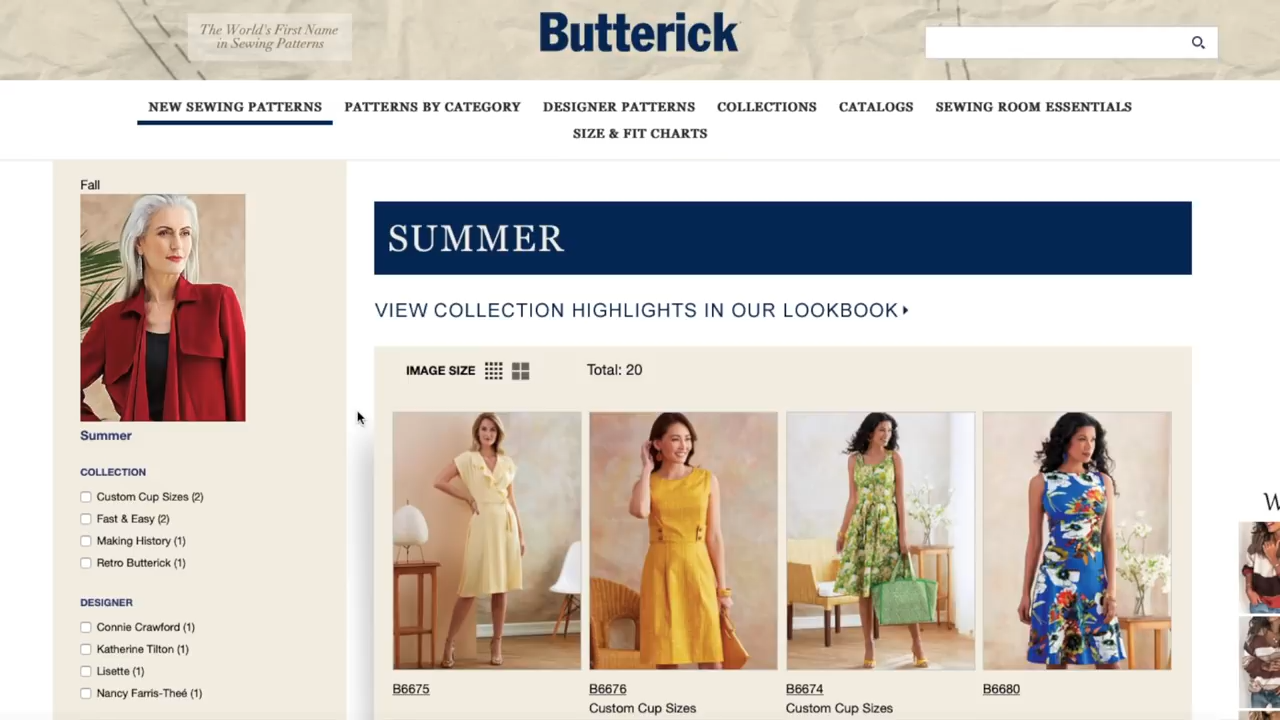 The World's First Name
in Sewing Patterns
Butterick
NEW SEWING PATTERNS PATTERNS BY CATEGORY DESIGNER PATTERNS COLLECTIONS CATALOGS SEWING ROOM ESSENTIALS
SIZE & FIT CHARTS
Fall
Summer
COLLECTION
Custom Cup Sizes (2)
Fast & Easy (2)
Making History (1)
Retro Butterick (1)
DESIGNER
Connie Crawford (1)
Katherine Tilton (1)
Lisette (1)
Nancy Farris-Theé (1)
SUMMER
VIEW COLLECTION HIGHLIGHTS IN OUR LOOKBOOK
IMAGE SIZE Total: 20
B6675 B6676 B6674 B6680
Custom Cup Sizes Custom Cup Sizes